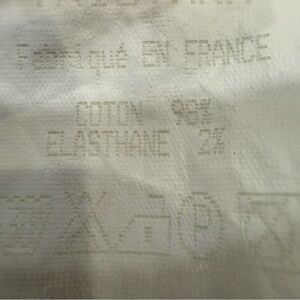 Fabriqué EN FRANCE
COTON 98%
ELASTHANE 2%
P